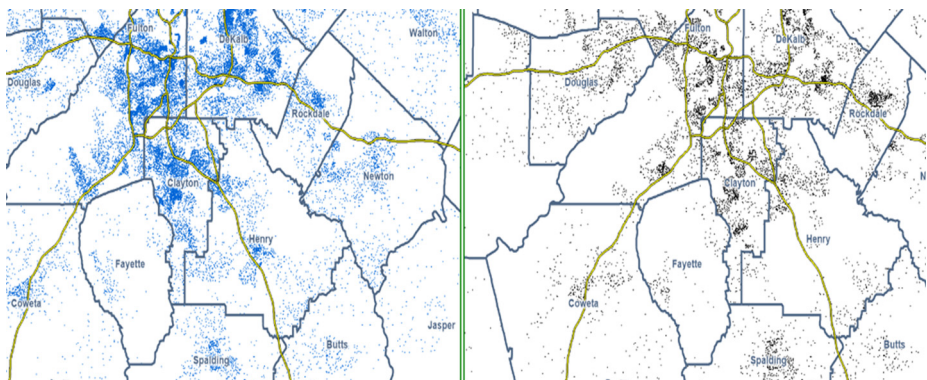 Fulton
DeKalb
Walton
Douglas
Rockdale
Newton
Clayton
Henry
Fayette
Coweta
Jasper
Spalding
Butts
Fulton
DeKalb
Douglas
Rockdale
N
Clayton
Henry
Fayette
Coweta
Spalding
Butts